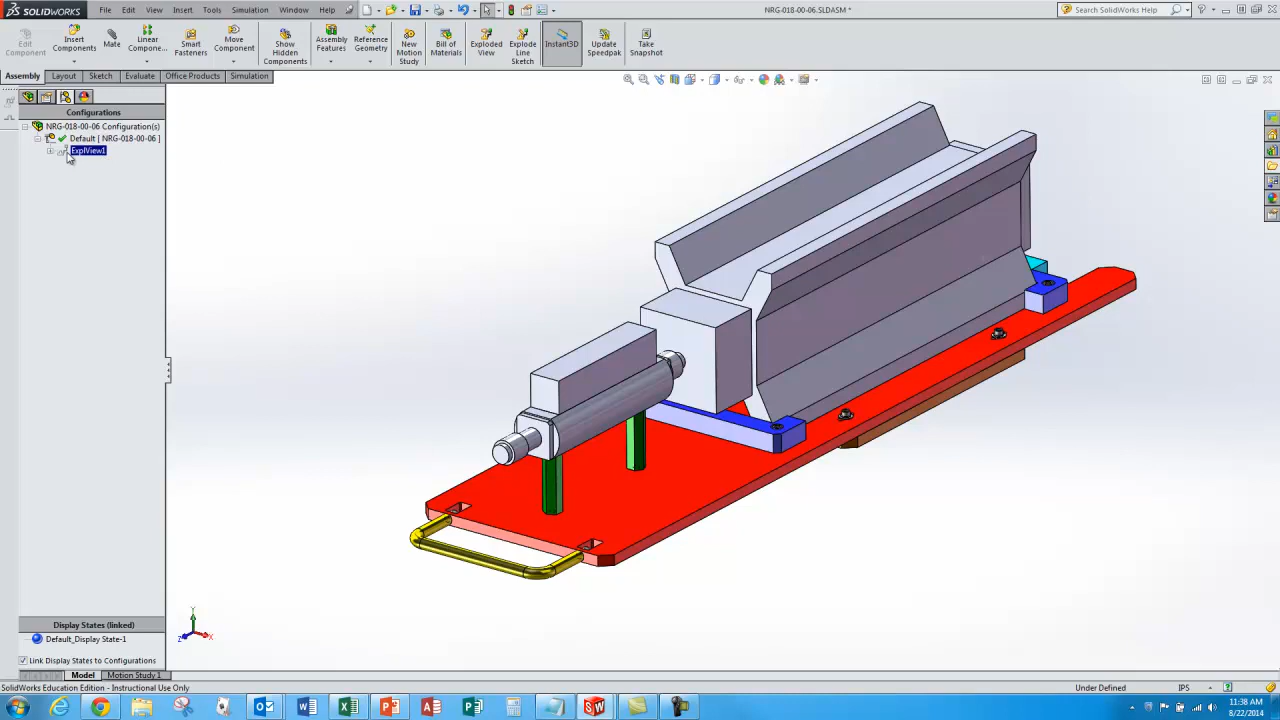 SOLIDWORKS File Edit View Insert Tools Simulation Window Help NRG-018-00-06.SLDASM * Search SolidWorks Help
Edit Component
Insert Components
Mate
Linear Compone...
Smart Fasteners
Move Component
Show Hidden Components
Assembly Features
Reference Geometry
New Motion Study
Bill of Materials
Exploded View
Explode Line Sketch
Instant3D
Update Speedpak
Take Snapshot
Assembly Layout Sketch Evaluate Office Products Simulation
Configurations
NRG-018-00-06 Configuration(s)
Default [ NRG-018-00-06 ]
ExplView1
Y
Z X
Display States (linked)
Default_Display State-1
Link Display States to Configurations
Model Motion Study 1
SolidWorks Education Edition - Instructional Use Only Under Defined IPS
11:38 AM
8/22/2014